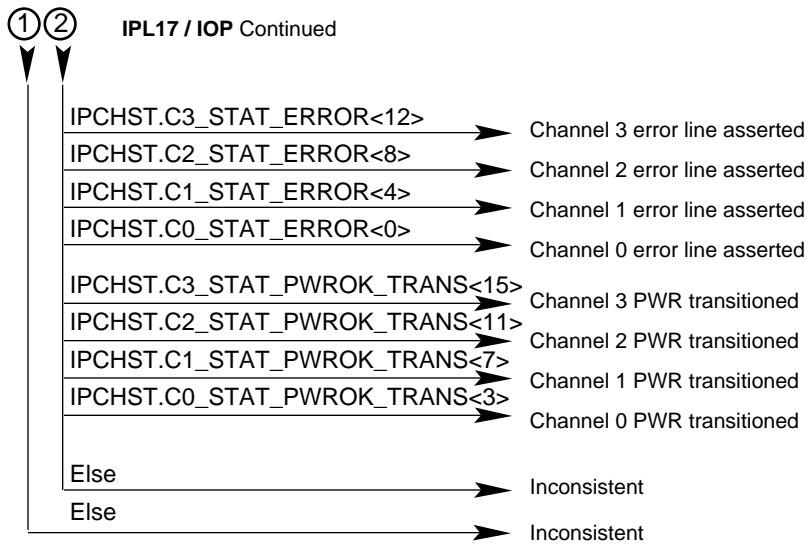 1 2 IPL17 / IOP Continued
IPCHST.C3_STAT_ERROR<12> Channel 3 error line asserted
IPCHST.C2_STAT_ERROR<8> Channel 2 error line asserted
IPCHST.C1_STAT_ERROR<4> Channel 1 error line asserted
IPCHST.C0_STAT_ERROR<0> Channel 0 error line asserted
IPCHST.C3_STAT_PWROK_TRANS<15> Channel 3 PWR transitioned
IPCHST.C2_STAT_PWROK_TRANS<11> Channel 2 PWR transitioned
IPCHST.C1_STAT_PWROK_TRANS<7> Channel 1 PWR transitioned
IPCHST.C0_STAT_PWROK_TRANS<3> Channel 0 PWR transitioned
Else Inconsistent
Else Inconsistent